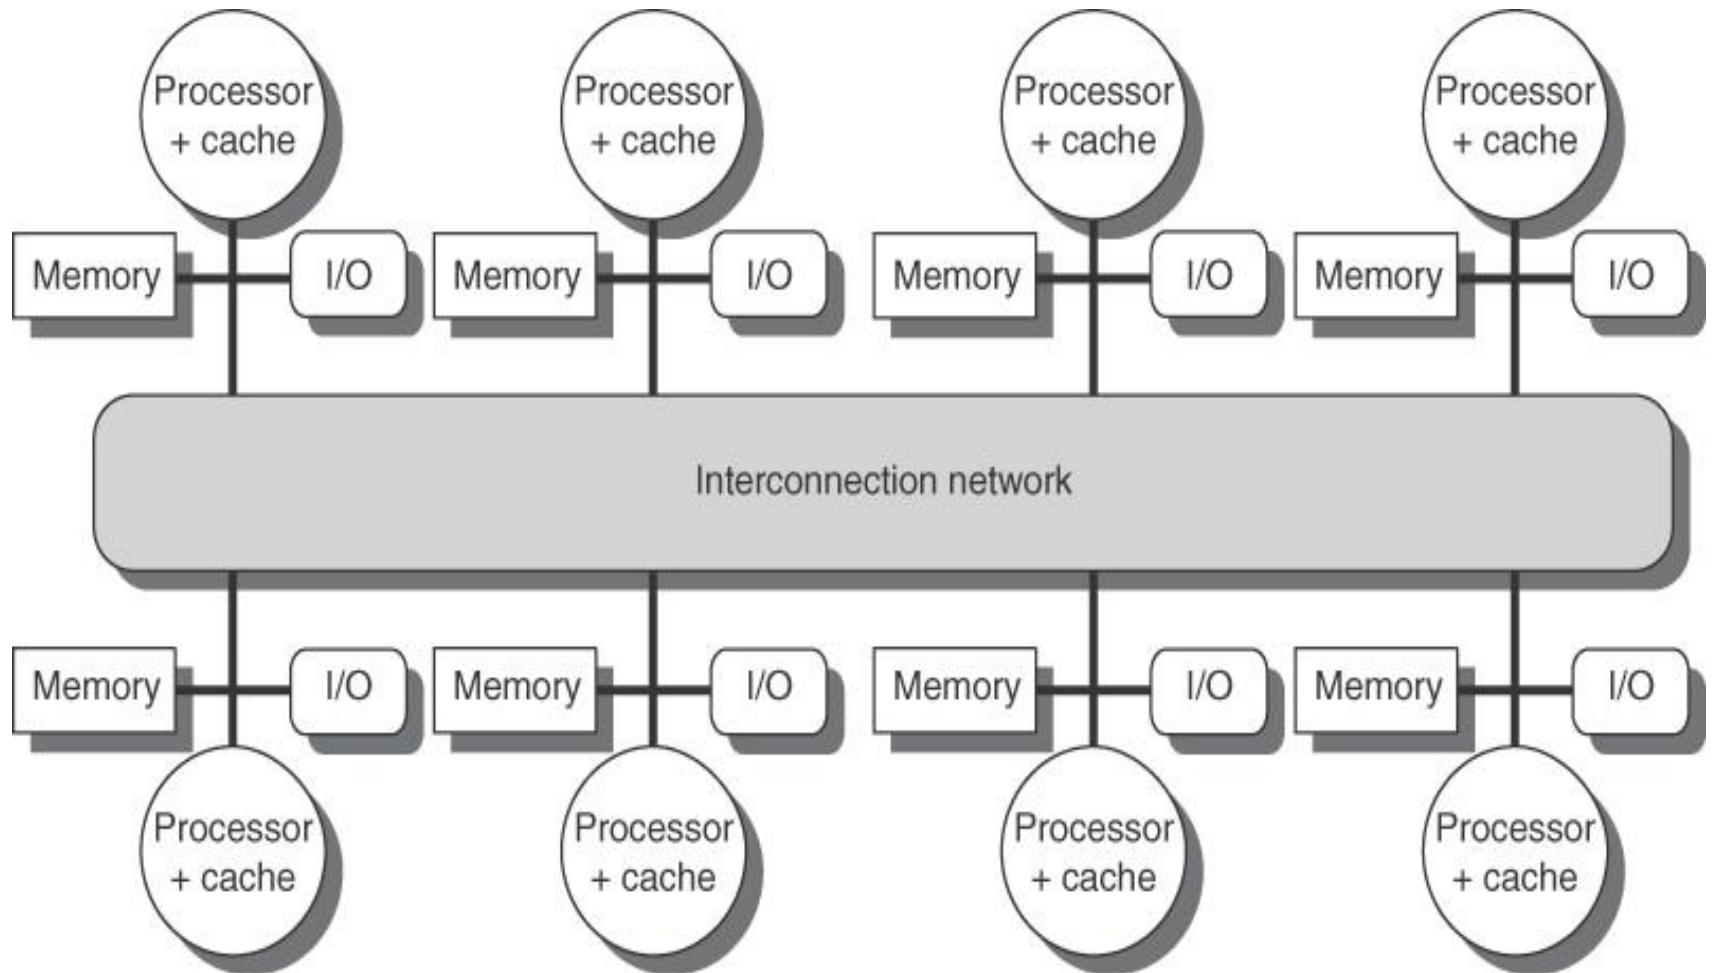 Processor
+ cache
Processor
+ cache
Processor
+ cache
Processor
+ cache
Memory
I/O
Memory
I/O
Memory
I/O
Memory
I/O
Interconnection network
Memory
I/O
Memory
I/O
Memory
I/O
Memory
I/O
Processor
+ cache
Processor
+ cache
Processor
+ cache
Processor
+ cache